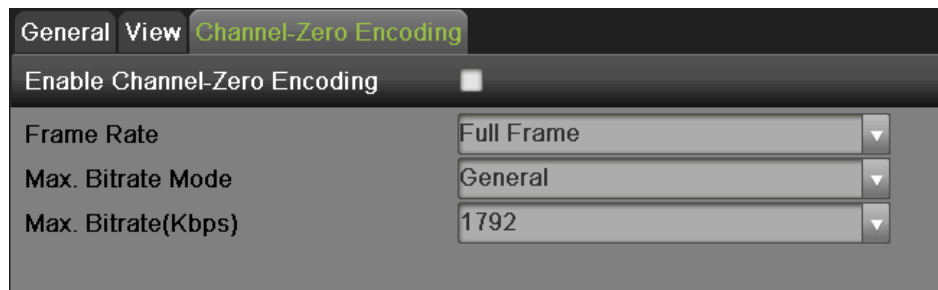 General View Channel-Zero Encoding
Enable Channel-Zero Encoding
Frame Rate Full Frame
Max. Bitrate Mode General
Max. Bitrate(Kbps) 1792